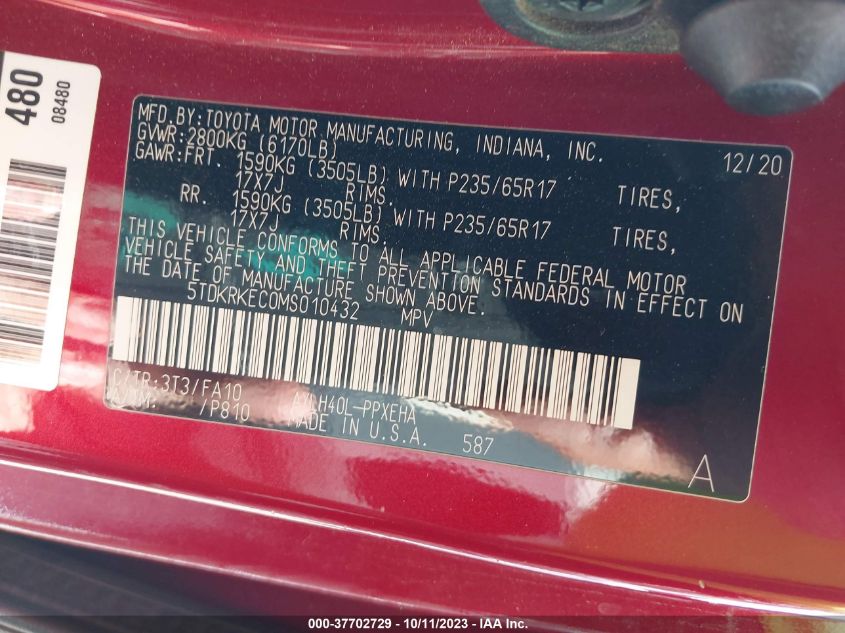 480
08480
MFD.BY:TOYOTA MOTOR MANUFACTURING, INDIANA, INC. 12/20
GVWR:2800KG (6170LB)
GAWR:FRT. 1590KG (3505LB) WITH P235/65R17 TIRES,
17X7J RIMS.
RR. 1590KG (3505LB) WITH P235/65R17 TIRES,
17X7J RIMS.
THIS VEHICLE CONFORMS TO ALL APPLICABLE FEDERAL MOTOR
VEHICLE SAFETY AND THEFT PREVENTION STANDARDS IN EFFECT ON
THE DATE OF MANUFACTURE SHOWN ABOVE.
5TDKRKEC0MS010432 MPV
C/TR:3T3/FA10 AXLH40L-PPXEHA
/P810 MADE IN U.S.A. 587
A
000-37702729 - 10/11/2023 - IAA Inc.